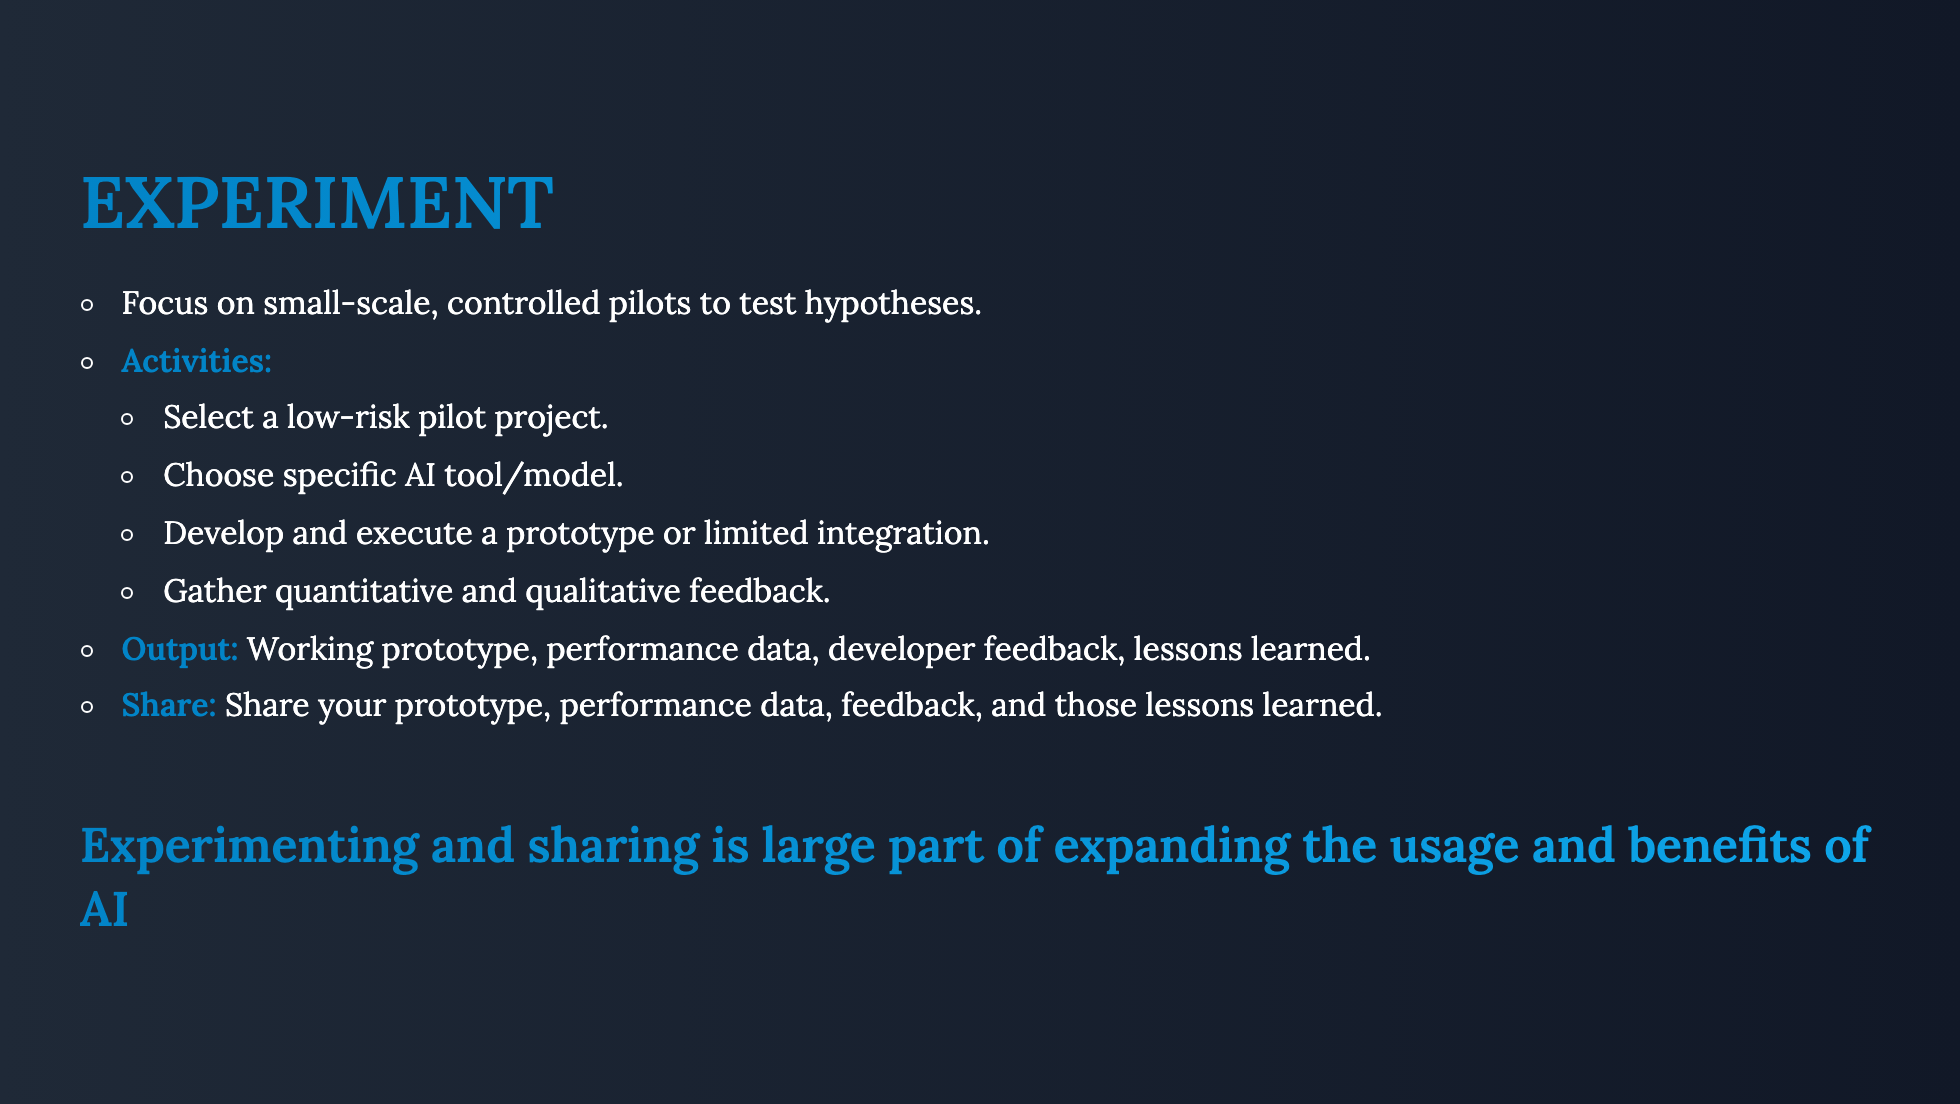 EXPERIMENT
Focus on small-scale, controlled pilots to test hypotheses.
Activities:
Select a low-risk pilot project.
Choose specific AI tool/model.
Develop and execute a prototype or limited integration.
Gather quantitative and qualitative feedback.
Output: Working prototype, performance data, developer feedback, lessons learned.
Share: Share your prototype, performance data, feedback, and those lessons learned.
Experimenting and sharing is large part of expanding the usage and benefits of
AI